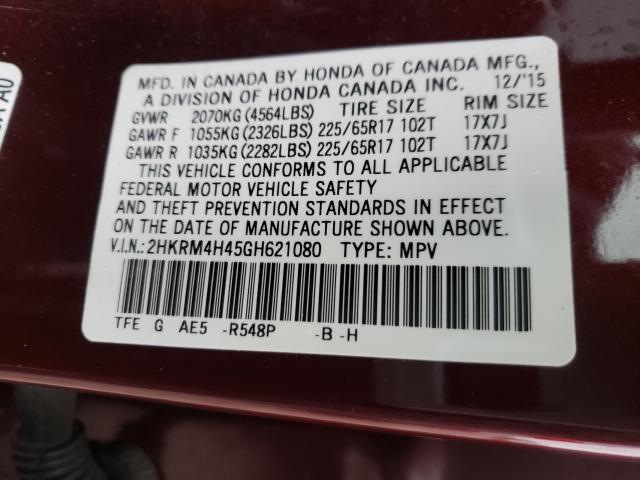 MFD. IN CANADA BY HONDA OF CANADA MFG.,
A DIVISION OF HONDA CANADA INC. 12/'15
GVWR 2070KG (4564LBS) TIRE SIZE RIM SIZE
GAWR F 1055KG (2326LBS) 225/65R17 102T 17X7J
GAWR R 1035KG (2282LBS) 225/65R17 102T 17X7J
THIS VEHICLE CONFORMS TO ALL APPLICABLE
FEDERAL MOTOR VEHICLE SAFETY
AND THEFT PREVENTION STANDARDS IN EFFECT
ON THE DATE OF MANUFACTURE SHOWN ABOVE.
V.I.N.: 2HKRM4H45GH621080 TYPE: MPV
TFE G AE5 -R548P -B -H